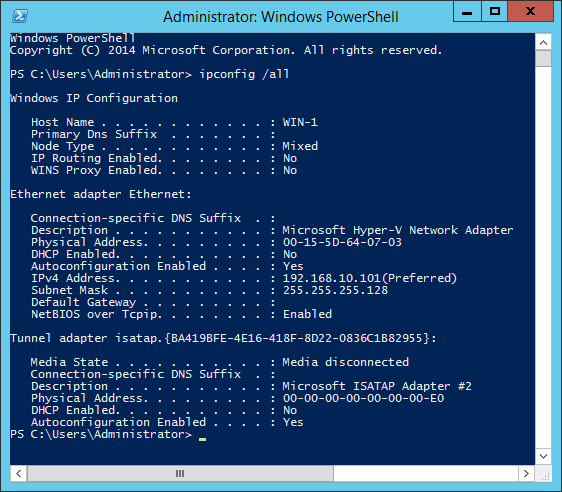 Administrator: Windows PowerShell
Windows PowerShell
Copyright (C) 2014 Microsoft Corporation. All rights reserved.
PS C:\Users\Administrator> ipconfig /all
Windows IP Configuration
Host Name . . . . . . . . . . . . : WIN-1
Primary Dns Suffix  . . . . . . . :
Node Type . . . . . . . . . . . . : Mixed
IP Routing Enabled. . . . . . . . : No
WINS Proxy Enabled. . . . . . . . : No
Ethernet adapter Ethernet:
Connection-specific DNS Suffix  . :
Description . . . . . . . . . . . : Microsoft Hyper-V Network Adapter
Physical Address. . . . . . . . . : 00-15-5D-64-07-03
DHCP Enabled. . . . . . . . . . . : No
Autoconfiguration Enabled . . . . : Yes
IPv4 Address. . . . . . . . . . . : 192.168.10.101(Preferred)
Subnet Mask . . . . . . . . . . . : 255.255.255.128
Default Gateway . . . . . . . . . :
NetBIOS over Tcpip. . . . . . . . : Enabled
Tunnel adapter isatap.{BA419BFE-4E16-418F-8D22-0836C1B82955}:
Media State . . . . . . . . . . . : Media disconnected
Connection-specific DNS Suffix  . :
Description . . . . . . . . . . . : Microsoft ISATAP Adapter #2
Physical Address. . . . . . . . . : 00-00-00-00-00-00-00-E0
DHCP Enabled. . . . . . . . . . . : No
Autoconfiguration Enabled . . . . : Yes
PS C:\Users\Administrator> _